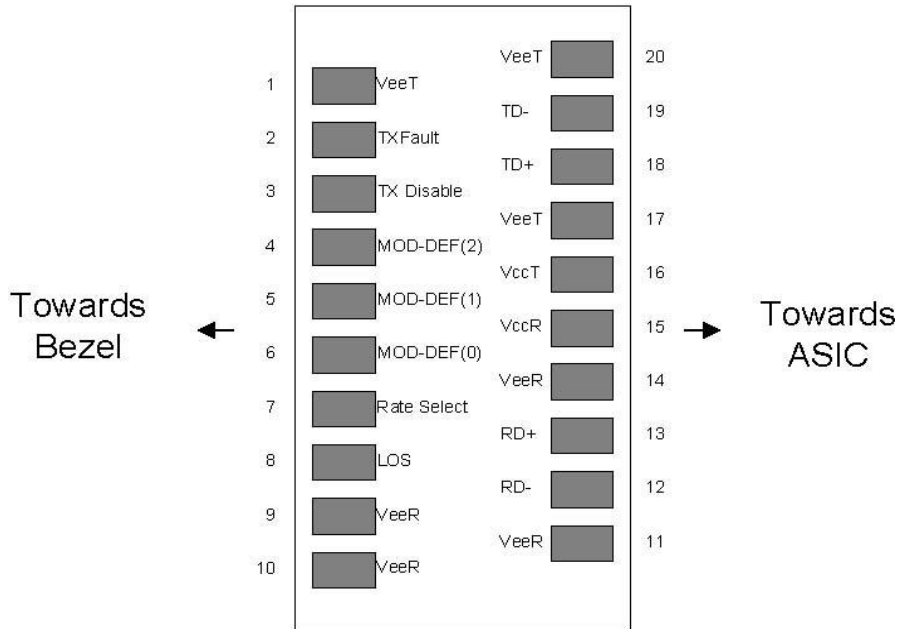 Towards
Bezel
1 VeeT
2 TXFault
3 TX Disable
4 MOD-DEF(2)
5 MOD-DEF(1)
6 MOD-DEF(0)
7 Rate Select
8 LOS
9 VeeR
10 VeeR
VeeT 20
TD- 19
TD+ 18
VeeT 17
VccT 16
VccR 15
VeeR 14
RD+ 13
RD- 12
VeeR 11
Towards
ASIC